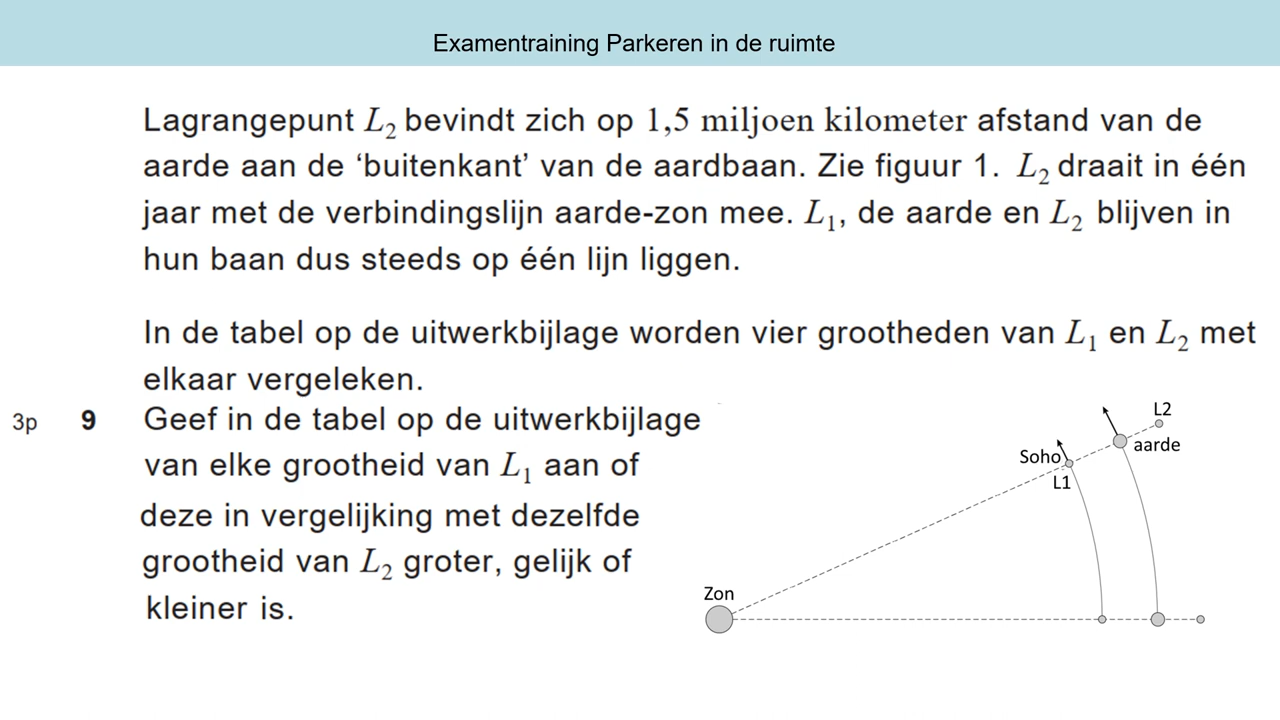 Examentraining Parkeren in de ruimte
Lagrangepunt L₂ bevindt zich op 1,5 miljoen kilometer afstand van de
aarde aan de ‘buitenkant’ van de aardbaan. Zie figuur 1. L₂ draait in één
jaar met de verbindingslijn aarde-zon mee. L₁, de aarde en L₂ blijven in
hun baan dus steeds op één lijn liggen.
In de tabel op de uitwerkbijlage worden vier grootheden van L₁ en L₂ met
elkaar vergeleken.
3p 9 Geef in de tabel op de uitwerkbijlage
van elke grootheid van L₁ aan of
deze in vergelijking met dezelfde
grootheid van L₂ groter, gelijk of
kleiner is.
L2
aarde
Soho
L1
Zon